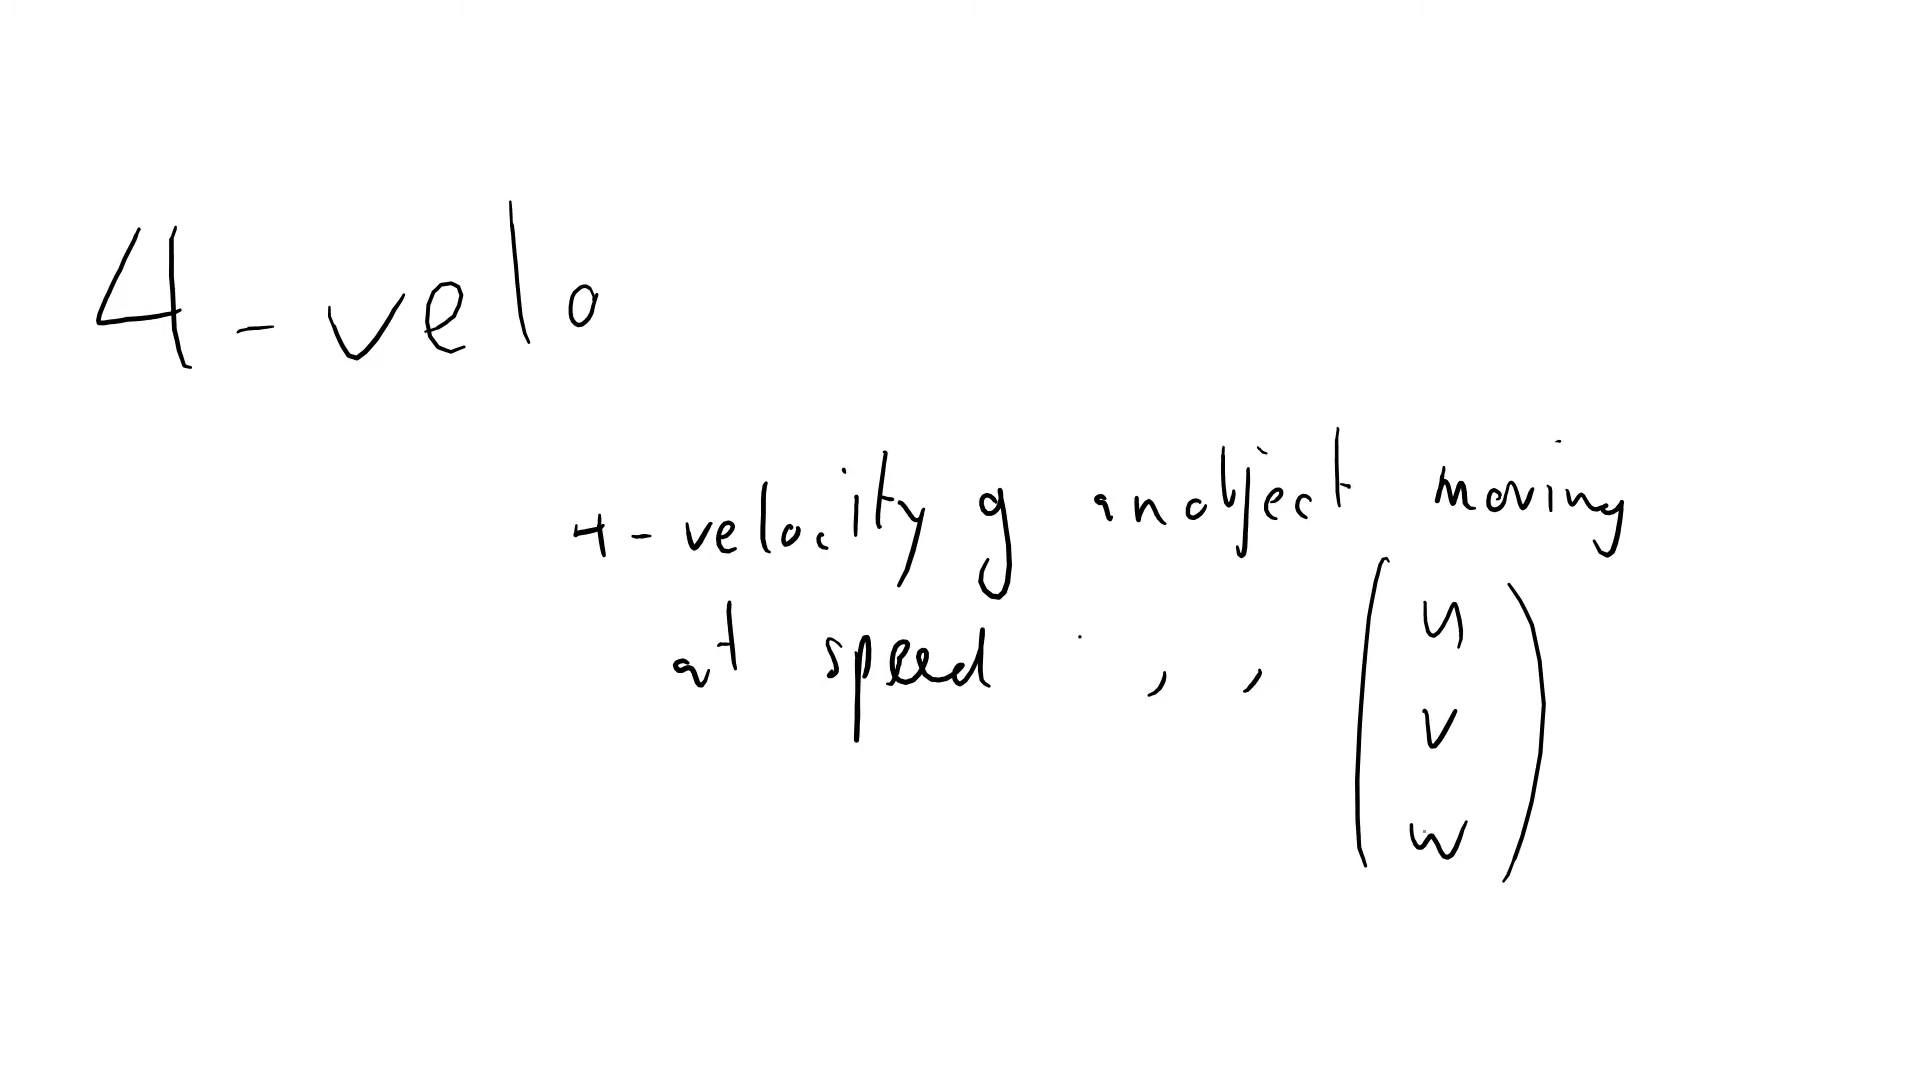 4-velo
4-velocity of an object moving
at speed , , ( u
v
w )